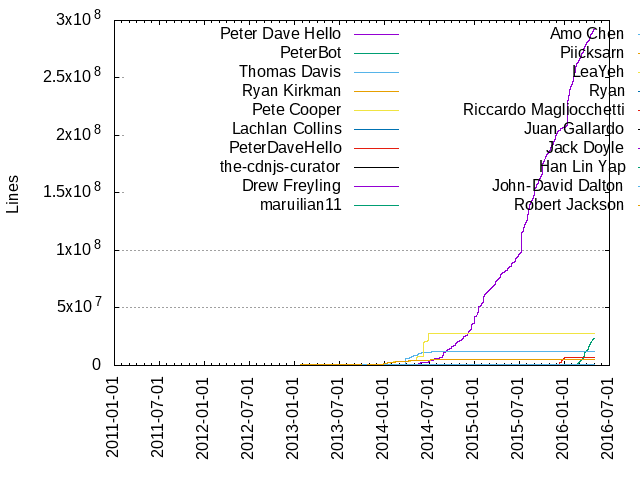 3x10^8
2.5x10^8
2x10^8
1.5x10^8
1x10^8
5x10^7
0
Lines
Peter Dave Hello
PeterBot
Thomas Davis
Ryan Kirkman
Pete Cooper
Lachlan Collins
PeterDaveHello
the-cdnjs-curator
Drew Freyling
maruilian11
Amo Chen
Piicksarn
LeaYeh
Ryan
Riccardo Magliocchetti
Juan Gallardo
Jack Doyle
Han Lin Yap
John-David Dalton
Robert Jackson
2011-01-01
2011-07-01
2012-01-01
2012-07-01
2013-01-01
2013-07-01
2014-01-01
2014-07-01
2015-01-01
2015-07-01
2016-01-01
2016-07-01